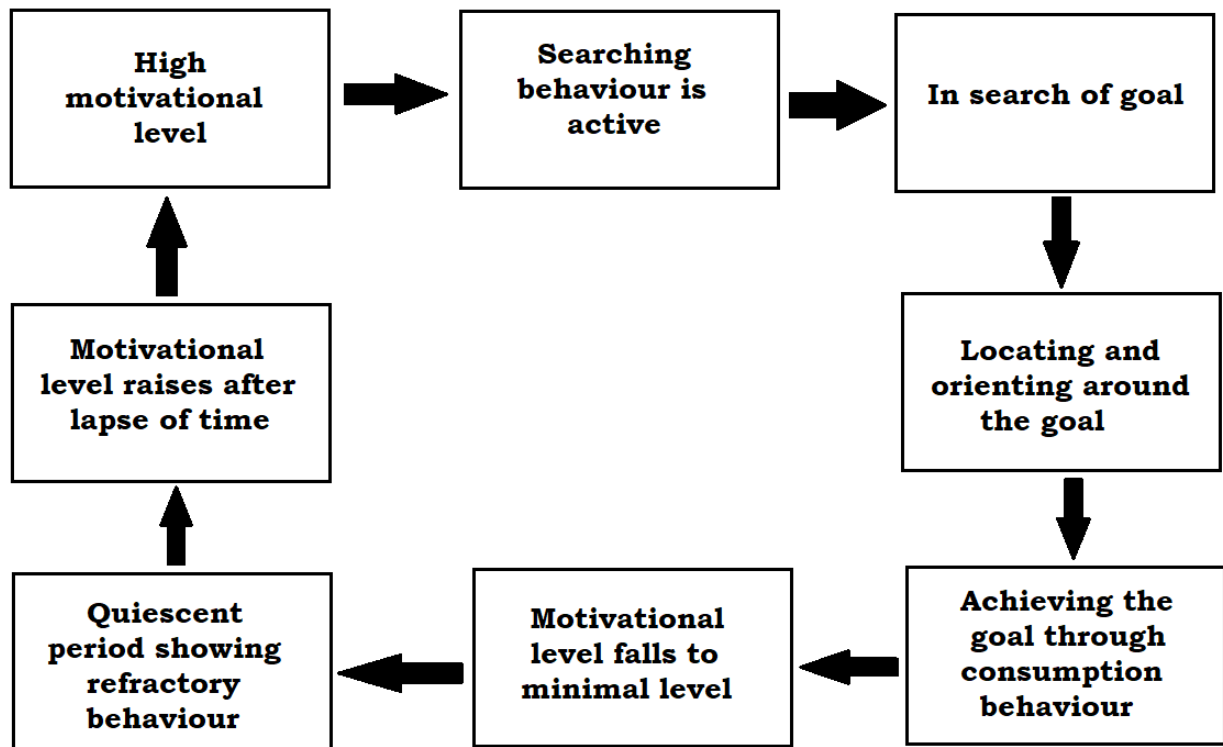 High
motivational
level
Searching
behaviour is
active
In search of goal
Locating and
orienting around
the goal
Achieving the
goal through
consumption
behaviour
Motivational
level falls to
minimal level
Quiescent
period showing
refractory
behaviour
Motivational
level raises after
lapse of time